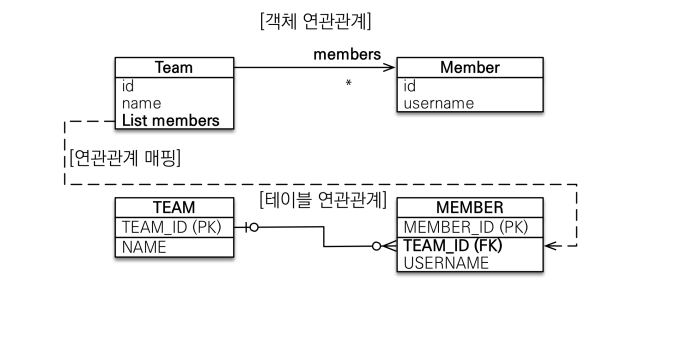 [객체 연관관계]
members
Team
Member
*
id
name
List members
id
username
[연관관계 매핑]
[테이블 연관관계]
TEAM
TEAM_ID (PK)
NAME
MEMBER
MEMBER_ID (PK)
TEAM_ID (FK)
USERNAME